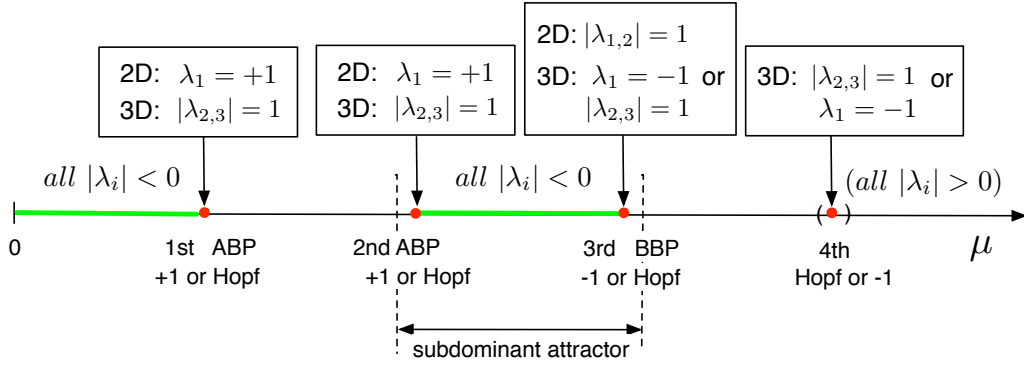 2D: λ₁ = +1
3D: |λ₂,₃| = 1
2D: λ₁ = +1
3D: |λ₂,₃| = 1
2D: |λ₁,₂| = 1
3D: λ₁ = −1 or
|λ₂,₃| = 1
3D: |λ₂,₃| = 1 or
λ₁ = −1
all |λᵢ| < 0
all |λᵢ| < 0
(all |λᵢ| > 0)
( )
0
1st ABP
+1 or Hopf
2nd ABP
+1 or Hopf
3rd BBP
-1 or Hopf
4th
Hopf or -1
μ
subdominant attractor